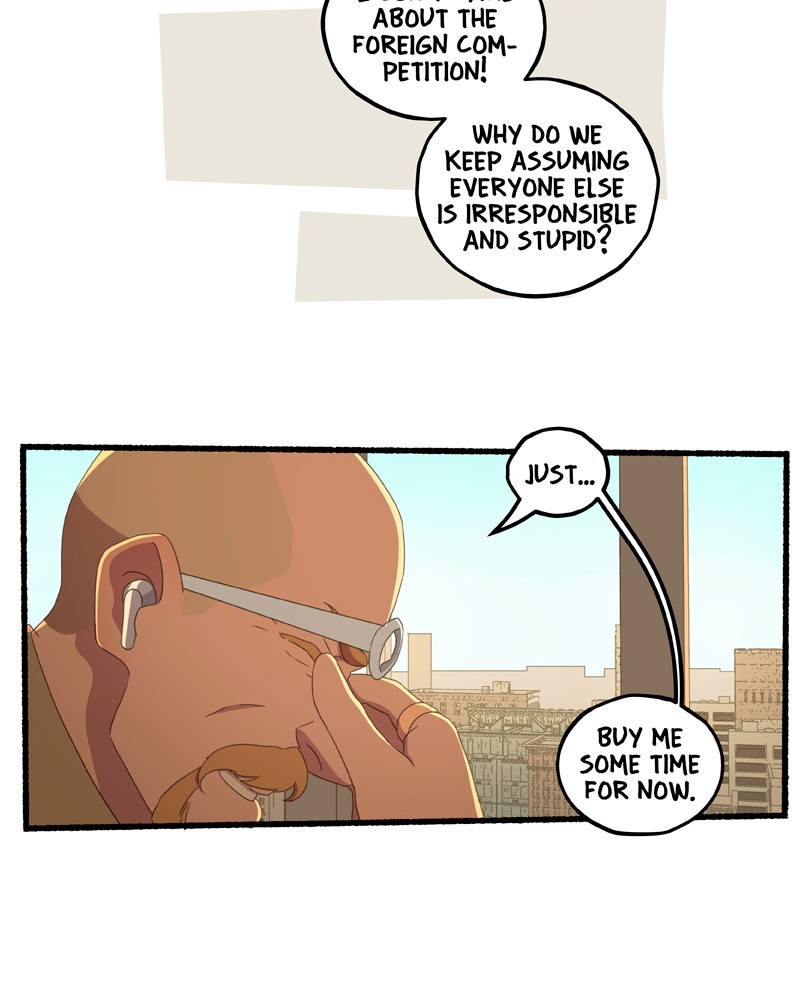 ABOUT THE
FOREIGN COM-
PETITION!
WHY DO WE
KEEP ASSUMING
EVERYONE ELSE
IS IRRESPONSIBLE
AND STUPID?
JUST...
BUY ME
SOME TIME
FOR NOW.